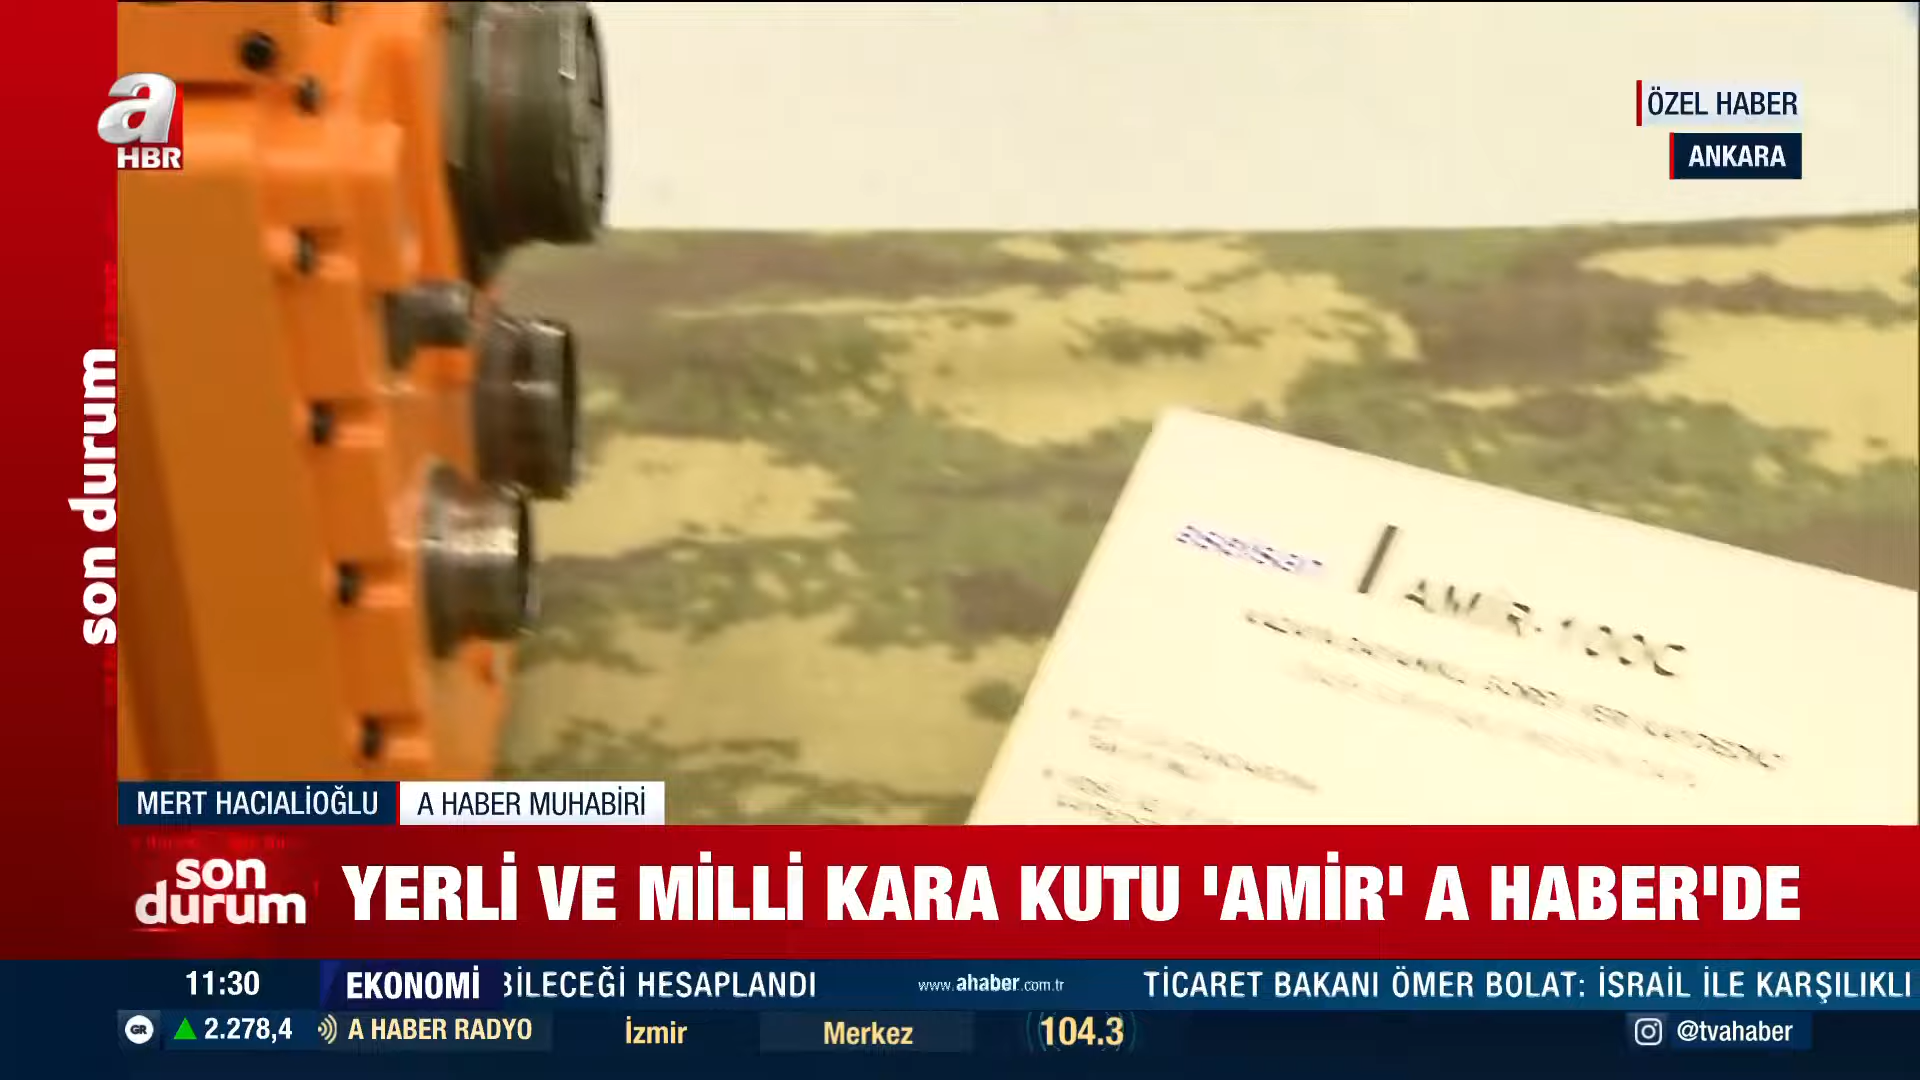 a
HBR
ÖZEL HABER
ANKARA
son durum
AMİR-100C
MERT HACIALİOĞLU A HABER MUHABİRİ
son
durum
YERLİ VE MİLLİ KARA KUTU 'AMİR' A HABER'DE
11:30 EKONOMİ BİLECEĞİ HESAPLANDI www.ahaber.com.tr TİCARET BAKANI ÖMER BOLAT: İSRAİL İLE KARŞILIKLI
GR 2.278,4 A HABER RADYO İzmir Merkez 104.3 @tvahaber